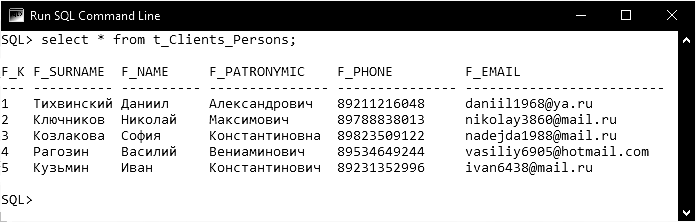 Run SQL Command Line
SQL> select * from t_Clients_Persons;
F_K F_SURNAME F_NAME F_PATRONYMIC F_PHONE F_EMAIL
--- ---------- ---------- --------------- --------------- -------------------------
1 Тихвинский Даниил Александрович 89211216048 daniil1968@ya.ru
2 Ключников Николай Максимович 89788838013 nikolay3860@mail.ru
3 Козлакова София Константиновна 89823509122 nadejda1988@mail.ru
4 Рагозин Василий Вениаминович 89534649244 vasiliy6905@hotmail.com
5 Кузьмин Иван Константинович 89231352996 ivan6438@mail.ru
SQL>